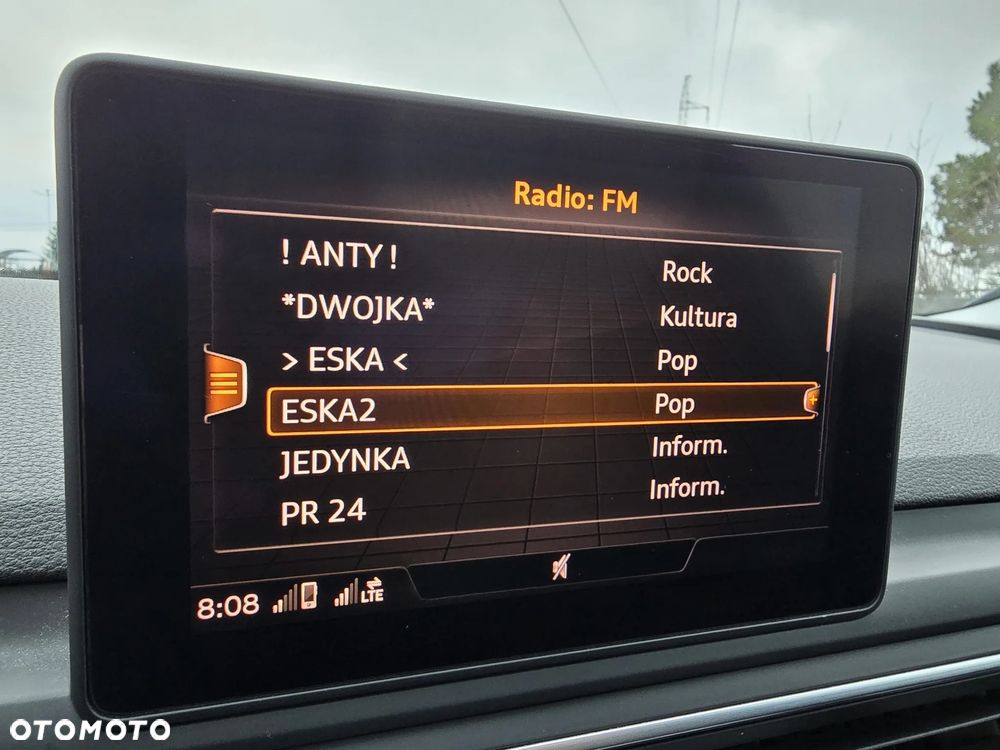 Radio: FM
! ANTY ! Rock
*DWOJKA* Kultura
> ESKA < Pop
ESKA2 Pop
JEDYNKA Inform.
PR 24 Inform.
8:08 LTE
OTOMOTO